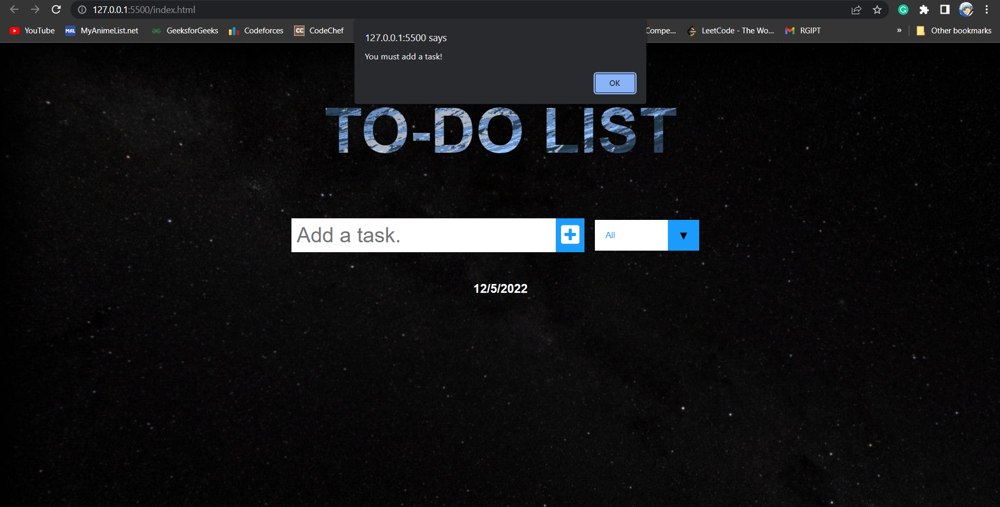 127.0.0.1:5500/index.html
YouTube MAL MyAnimeList.net GeeksforGeeks Codeforces CC CodeChef Compe... LeetCode - The Wo... RGIPT » Other bookmarks
127.0.0.1:5500 says
You must add a task!
OK
TO-DO LIST
Add a task. All
12/5/2022